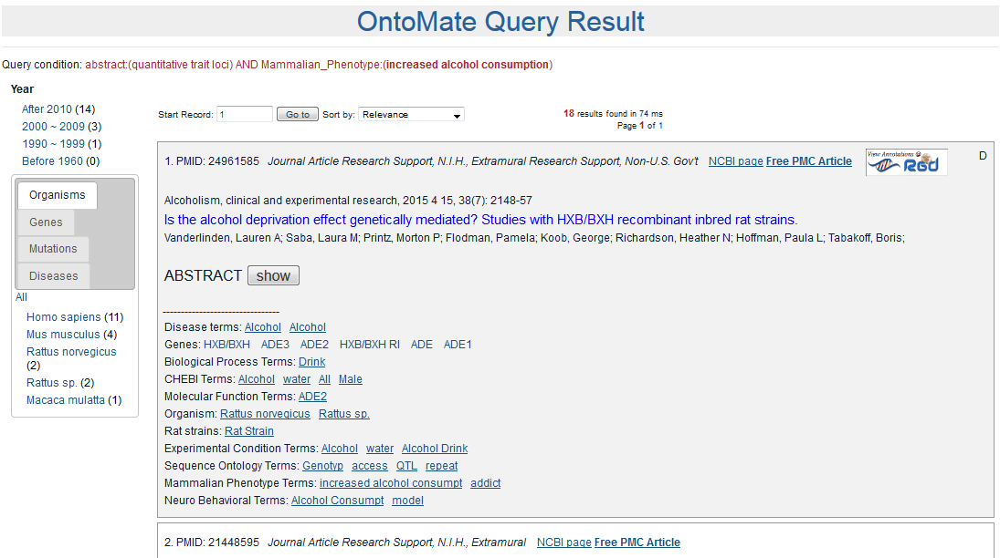 OntoMate Query Result
Query condition: abstract:(quantitative trait loci) AND Mammalian_Phenotype:(increased alcohol consumption)
Year
After 2010 (14)
2000 ~ 2009 (3)
1990 ~ 1999 (1)
Before 1960 (0)
Organisms
Genes
Mutations
Diseases
All
Homo sapiens (11)
Mus musculus (4)
Rattus norvegicus
(2)
Rattus sp. (2)
Macaca mulatta (1)
Start Record: 1 Go to Sort by: Relevance
18 results found in 74 ms
Page 1 of 1
1. PMID: 24961585 Journal Article Research Support, N.I.H., Extramural Research Support, Non-U.S. Gov't NCBI page Free PMC Article View Annotations @ RGD D
Alcoholism, clinical and experimental research, 2015 4 15, 38(7): 2148-57
Is the alcohol deprivation effect genetically mediated? Studies with HXB/BXH recombinant inbred rat strains.
Vanderlinden, Lauren A; Saba, Laura M; Printz, Morton P; Flodman, Pamela; Koob, George; Richardson, Heather N; Hoffman, Paula L; Tabakoff, Boris;
ABSTRACT show
--------------------------------
Disease terms: Alcohol Alcohol
Genes: HXB/BXH ADE3 ADE2 HXB/BXH RI ADE ADE1
Biological Process Terms: Drink
CHEBI Terms: Alcohol water All Male
Molecular Function Terms: ADE2
Organism: Rattus norvegicus Rattus sp.
Rat strains: Rat Strain
Experimental Condition Terms: Alcohol water Alcohol Drink
Sequence Ontology Terms: Genotyp access QTL repeat
Mammalian Phenotype Terms: increased alcohol consumpt addict
Neuro Behavioral Terms: Alcohol Consumpt model
2. PMID: 21448595 Journal Article Research Support, N.I.H., Extramural NCBI page Free PMC Article